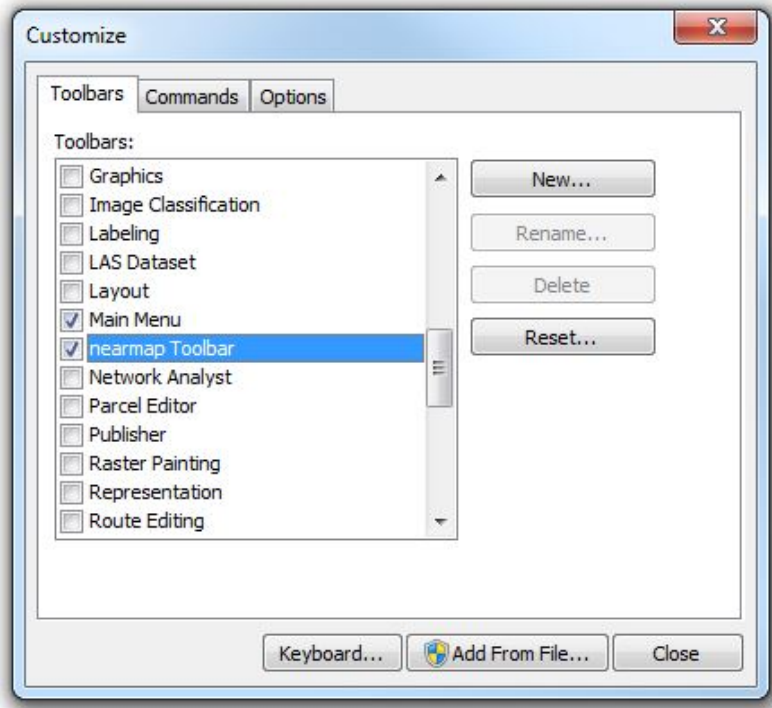 Customize
Toolbars Commands Options
Toolbars:
Graphics
Image Classification
Labeling
LAS Dataset
Layout
Main Menu
nearmap Toolbar
Network Analyst
Parcel Editor
Publisher
Raster Painting
Representation
Route Editing
New...
Rename...
Delete
Reset...
Keyboard... Add From File... Close